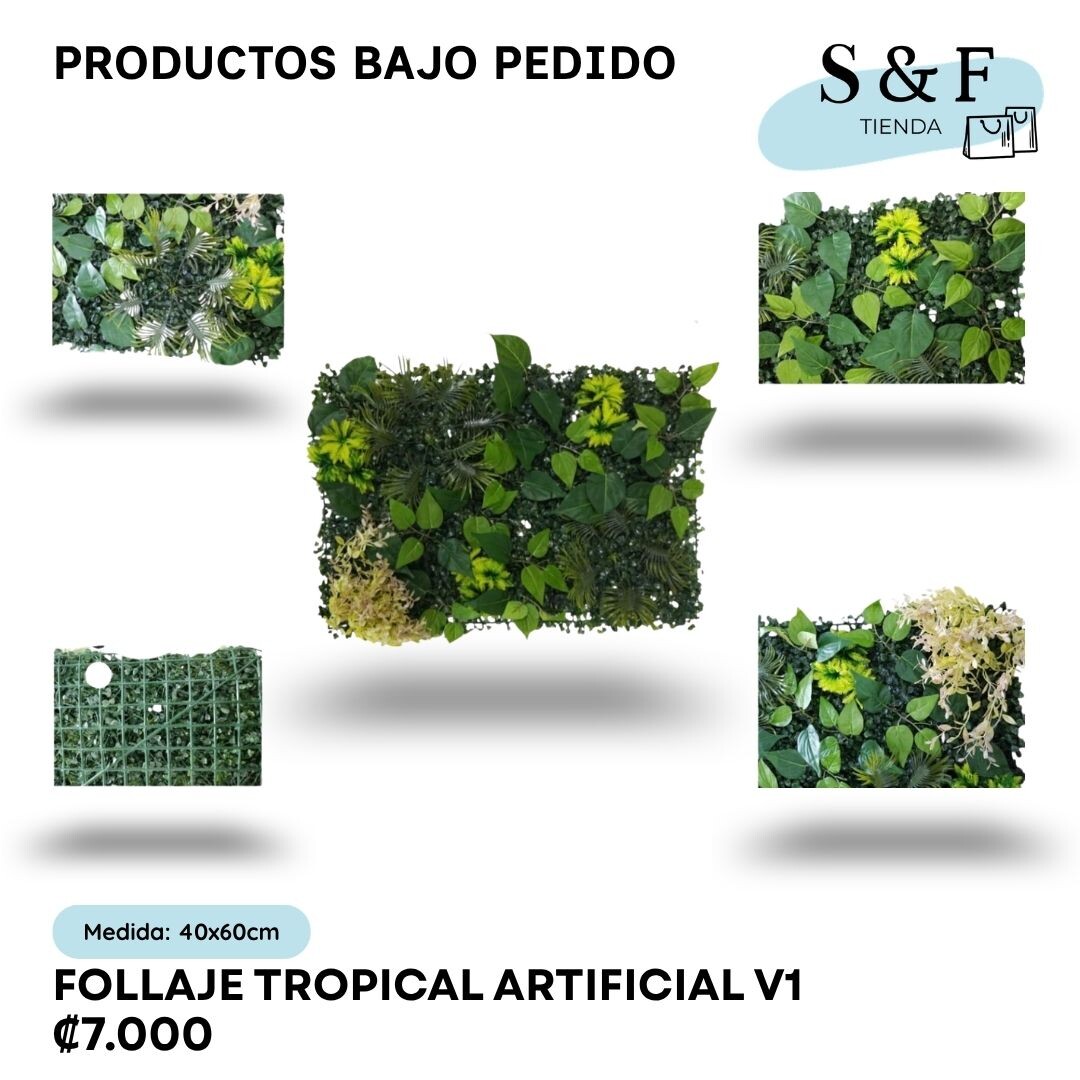 PRODUCTOS BAJO PEDIDO
S & F
TIENDA
Medida: 40x60cm
FOLLAJE TROPICAL ARTIFICIAL V1
₡7.000